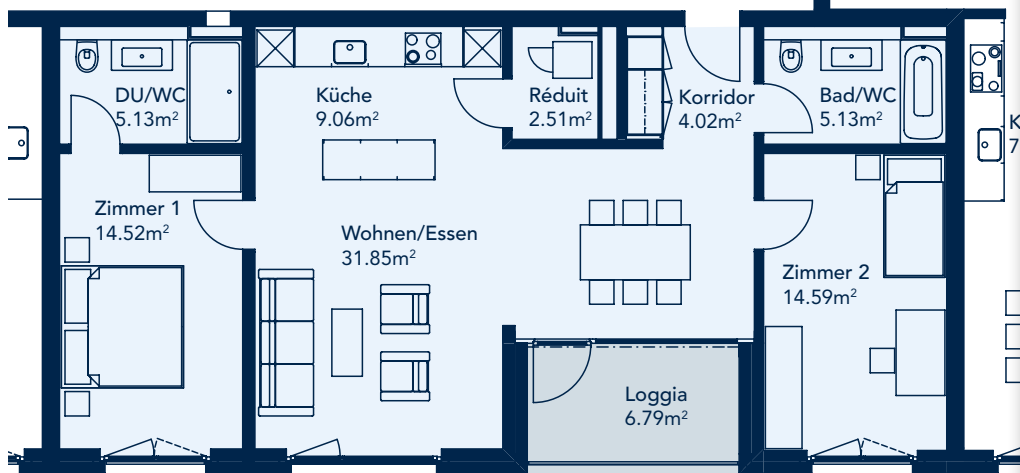 DU/WC
5.13m²
Küche
9.06m²
Réduit
2.51m²
Korridor
4.02m²
Bad/WC
5.13m²
K
7
Zimmer 1
14.52m²
Wohnen/Essen
31.85m²
Zimmer 2
14.59m²
Loggia
6.79m²